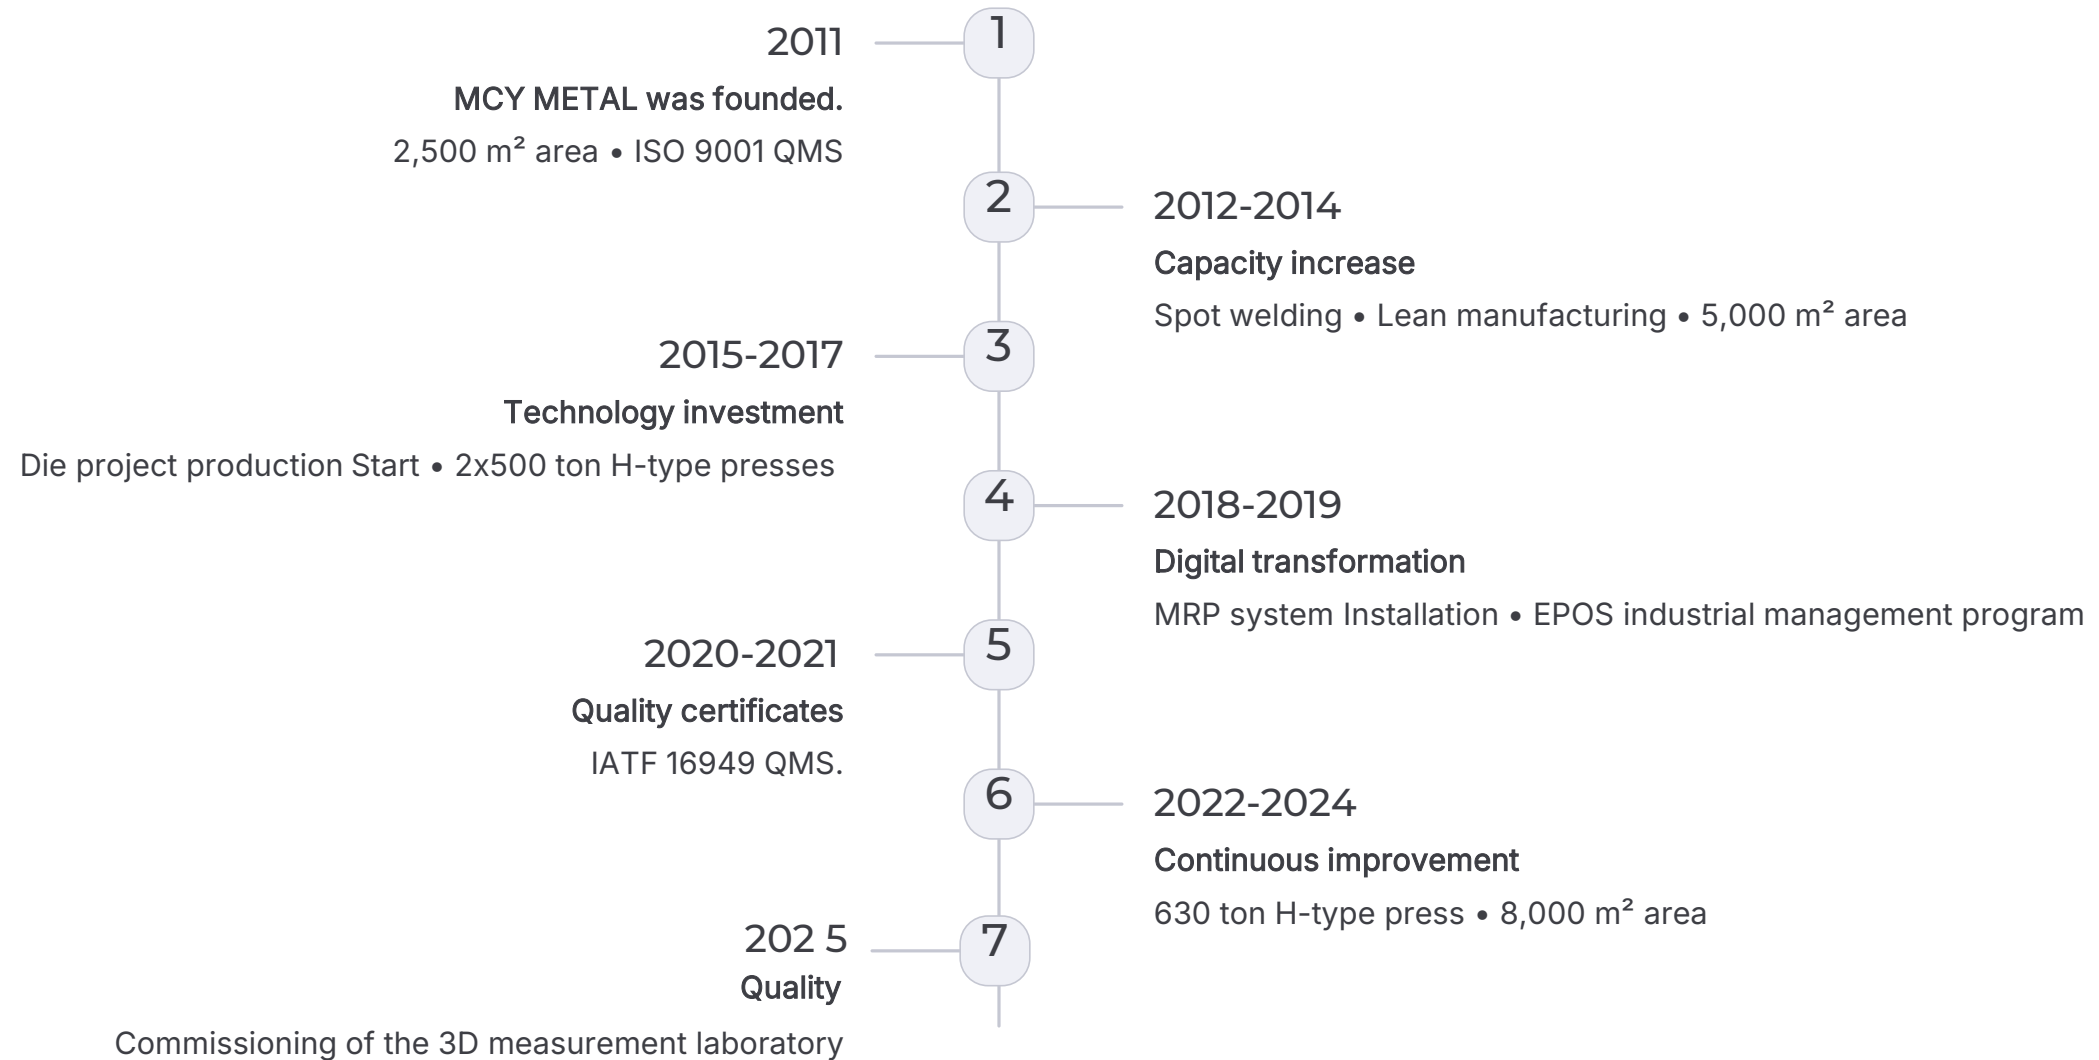 1
2011
MCY METAL was founded.
2,500 m² area • ISO 9001 QMS
2
2012-2014
Capacity increase
Spot welding • Lean manufacturing • 5,000 m² area
3
2015-2017
Technology investment
Die project production Start • 2x500 ton H-type presses
4
2018-2019
Digital transformation
MRP system Installation • EPOS industrial management program
5
2020-2021
Quality certificates
IATF 16949 QMS.
6
2022-2024
Continuous improvement
630 ton H-type press • 8,000 m² area
7
202 5
Quality
Commissioning of the 3D measurement laboratory